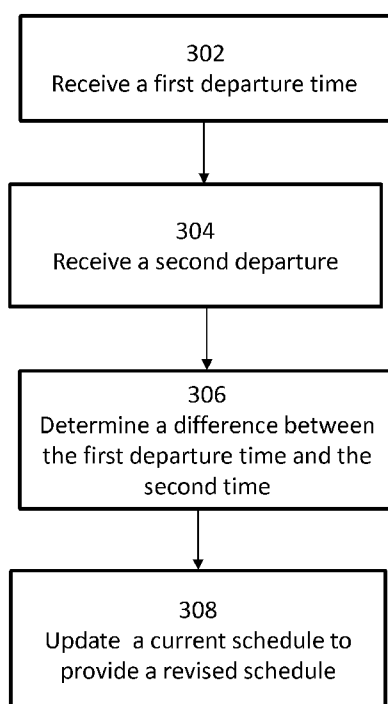 302
Receive a first departure time
304
Receive a second departure
306
Determine a difference between
the first departure time and the
second time
308
Update a current schedule to
provide a revised schedule